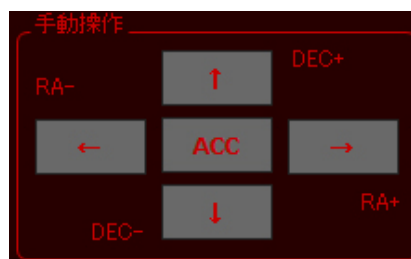 手動操作
DEC+
↑
RA-
← ACC →
RA+
↓
DEC-